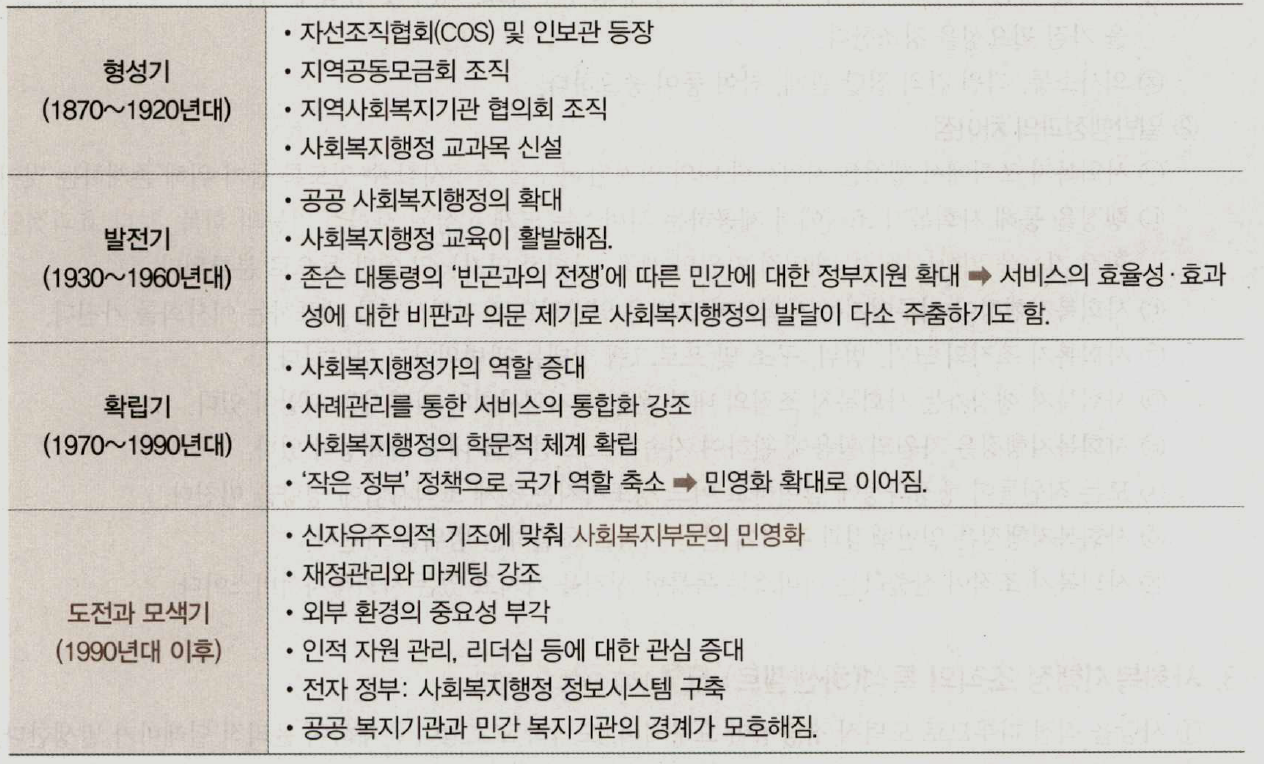 형성기
(1870~1920년대)
• 자선조직협회(COS) 및 인보관 등장
• 지역공동모금회 조직
• 지역사회복지기관 협의회 조직
• 사회복지행정 교과목 신설
발전기
(1930~1960년대)
• 공공 사회복지행정의 확대
• 사회복지행정 교육이 활발해짐.
• 존슨 대통령의 '빈곤과의 전쟁'에 따른 민간에 대한 정부지원 확대 ➡ 서비스의 효율성·효과
성에 대한 비판과 의문 제기로 사회복지행정의 발달이 다소 주춤하기도 함.
확립기
(1970~1990년대)
• 사회복지행정가의 역할 증대
• 사례관리를 통한 서비스의 통합화 강조
• 사회복지행정의 학문적 체계 확립
• '작은 정부' 정책으로 국가 역할 축소 ➡ 민영화 확대로 이어짐.
도전과 모색기
(1990년대 이후)
• 신자유주의적 기조에 맞춰 사회복지부문의 민영화
• 재정관리와 마케팅 강조
• 외부 환경의 중요성 부각
• 인적 자원 관리, 리더십 등에 대한 관심 증대
• 전자 정부: 사회복지행정 정보시스템 구축
• 공공 복지기관과 민간 복지기관의 경계가 모호해짐.